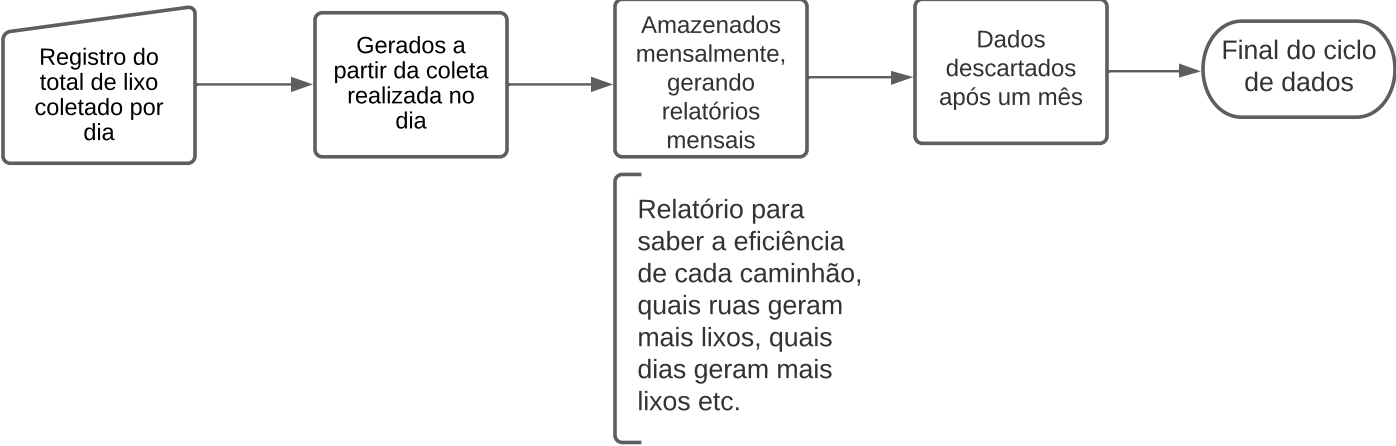 Registro do
total de lixo
coletado por
dia
Gerados a
partir da coleta
realizada no
dia
Amazenados
mensalmente,
gerando
relatórios
mensais
Dados
descartados
após um mês
Final do ciclo
de dados
Relatório para
saber a eficiência
de cada caminhão,
quais ruas geram
mais lixos, quais
dias geram mais
lixos etc.